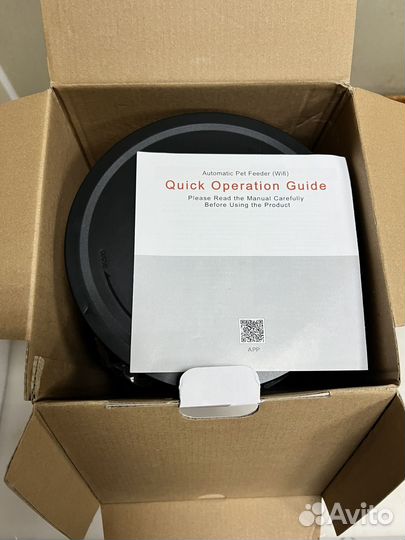 Automatic Pet Feeder (Wifi)
Quick Operation Guide
Please Read the Manual Carefully
Before Using the Product
APP
Avito